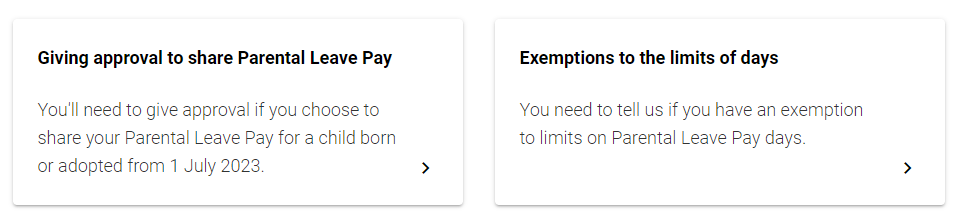 Giving approval to share Parental Leave Pay
You'll need to give approval if you choose to
share your Parental Leave Pay for a child born
or adopted from 1 July 2023.
Exemptions to the limits of days
You need to tell us if you have an exemption
to limits on Parental Leave Pay days.